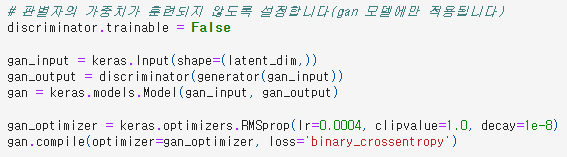 # 판별자의 가중치가 훈련되지 않도록 설정합니다(gan 모델에만 적용됩니다)
discriminator.trainable = False
gan_input = keras.Input(shape=(latent_dim,))
gan_output = discriminator(generator(gan_input))
gan = keras.models.Model(gan_input, gan_output)
gan_optimizer = keras.optimizers.RMSprop(lr=0.0004, clipvalue=1.0, decay=1e-8)
gan.compile(optimizer=gan_optimizer, loss='binary_crossentropy')